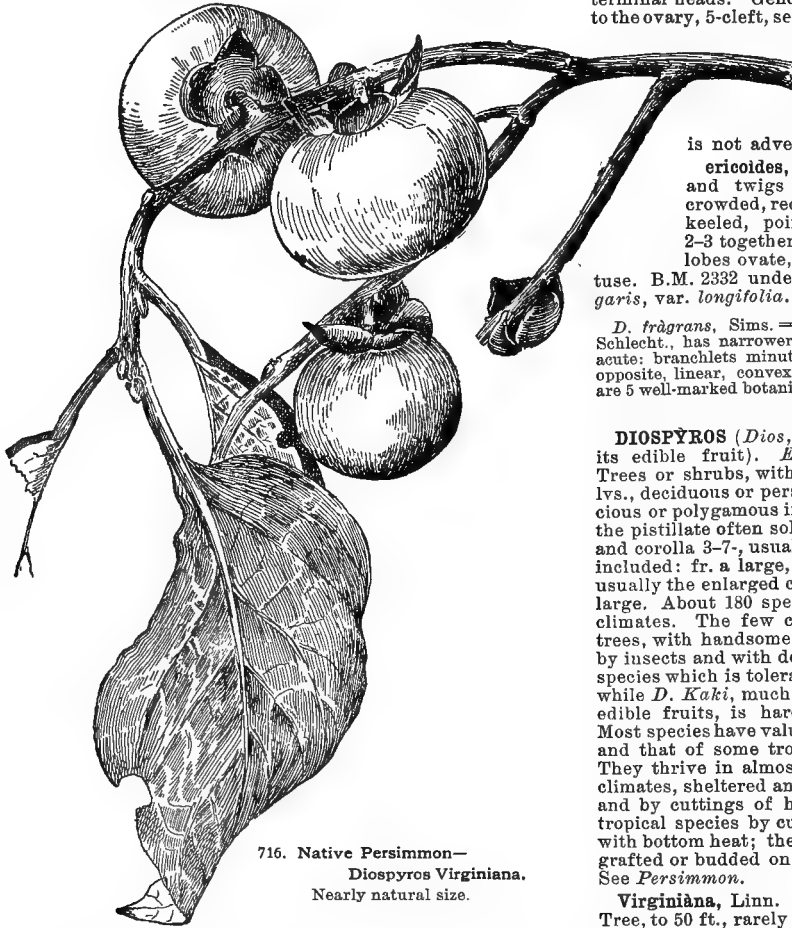 to the ovary, 5-cleft, se
is not adve
ericoìdes,
and twigs
crowded, rec
keeled, poi
2–3 together
lobes ovate,
tuse. B.M. 2332 unde
garis, var. longifolia.
D. fràgrans, Sims. =
Schlecht., has narrower
acute: branchlets minut
opposite, linear, convex
are 5 well-marked botani
DIOSPỲROS (Dios,
its edible fruit). E
Trees or shrubs, with
lvs., deciduous or pers
cious or polygamous i
the pistillate often sol
and corolla 3–7-, usual
included: fr. a large,
usually the enlarged c
large. About 180 spe
climates. The few c
trees, with handsome
by insects and with de
species which is tolera
while D. Kaki, much
edible fruits, is har
Most species have valu
and that of some tro
They thrive in almos
climates, sheltered an
and by cuttings of h
tropical species by cu
with bottom heat; the
grafted or budded on
See Persimmon.
Virginiàna, Linn.
Tree, to 50 ft., rarely
716. Native Persimmon—
Diospyros Virginiana.
Nearly natural size.